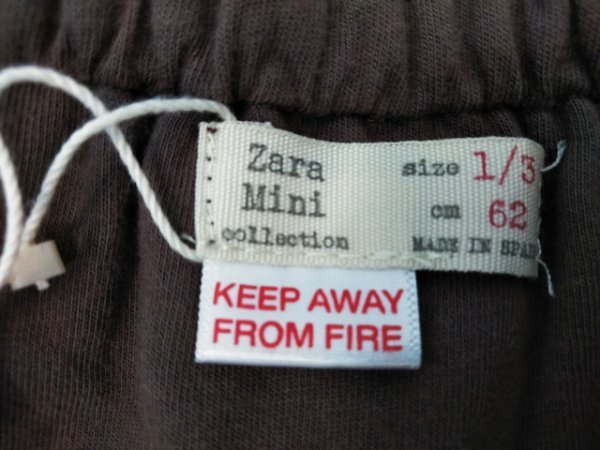 Zara size 1/3
Mini cm 62
collection MADE IN SPAIN
KEEP AWAY
FROM FIRE